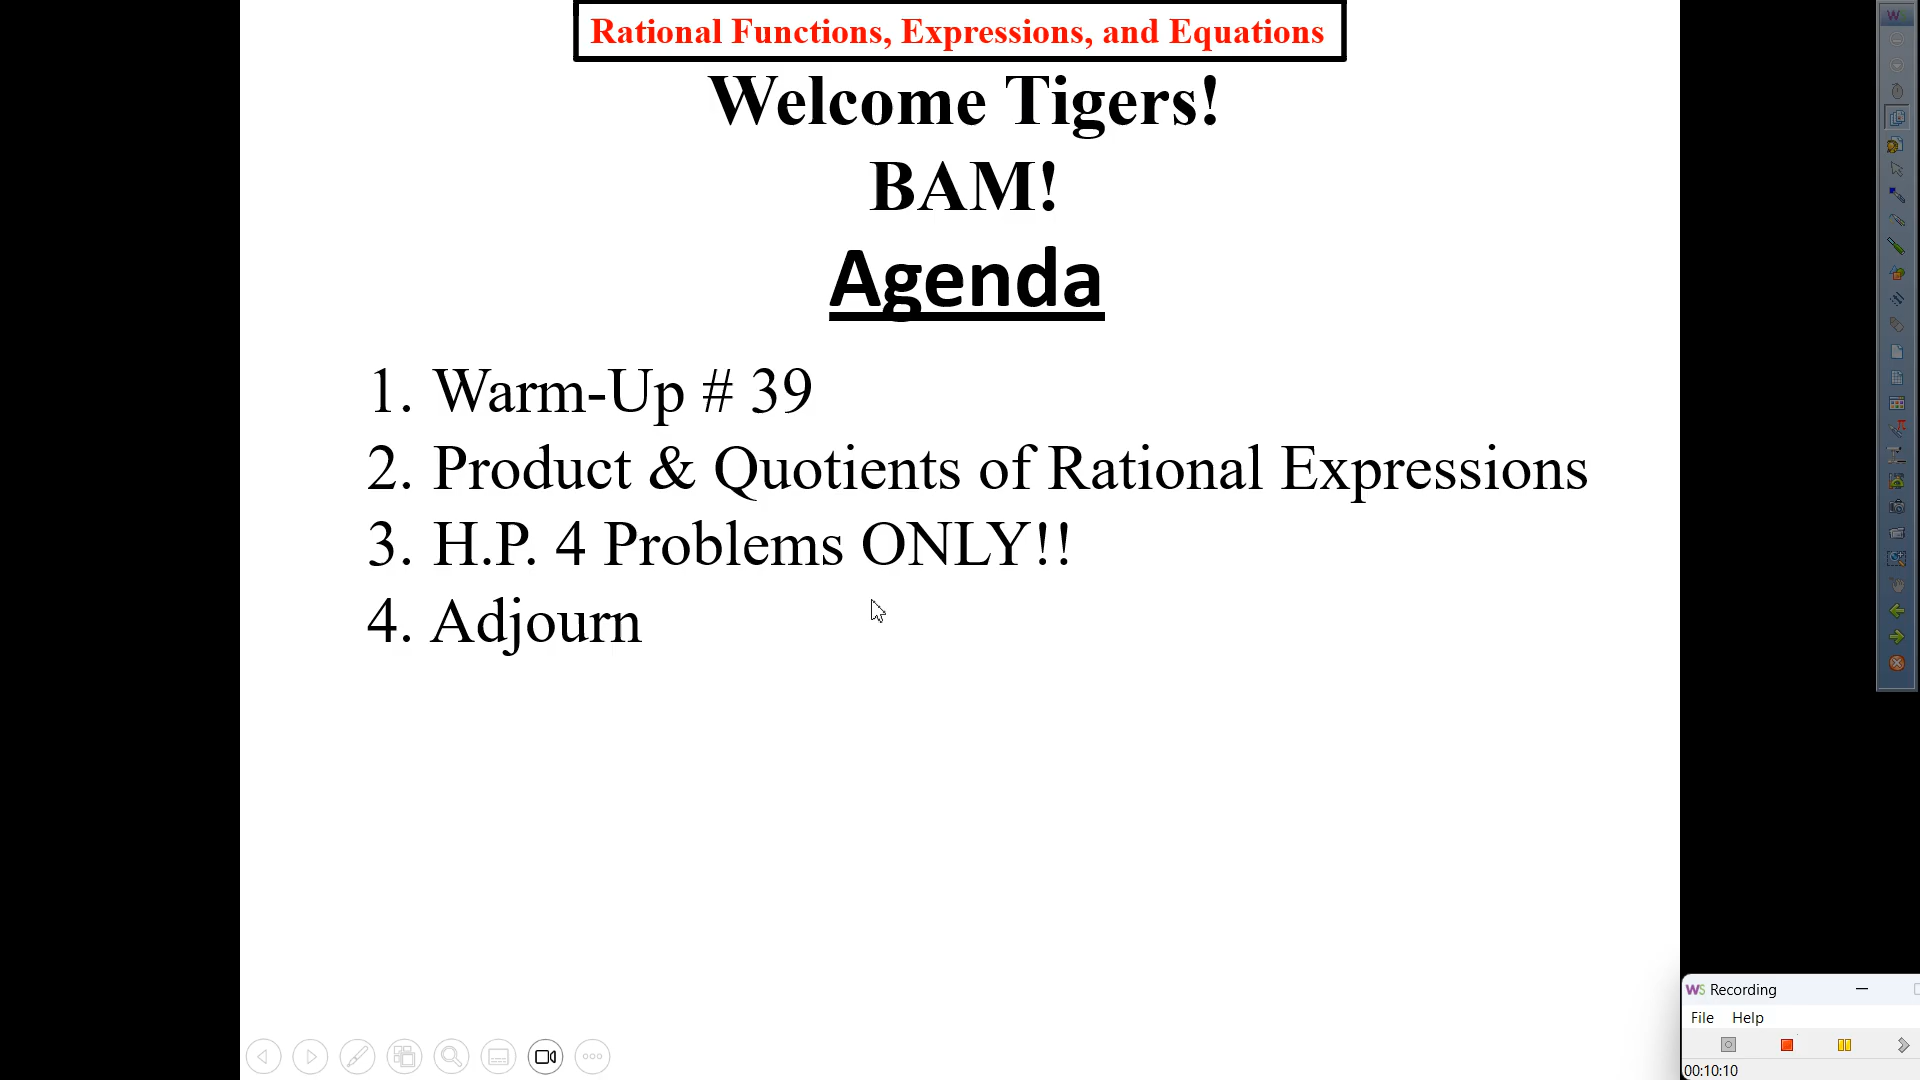 Rational Functions, Expressions, and Equations
Welcome Tigers!
BAM!
Agenda
1. Warm-Up # 39
2. Product & Quotients of Rational Expressions
3. H.P. 4 Problems ONLY!!
4. Adjourn
W
WS Recording
File Help
00:10:10